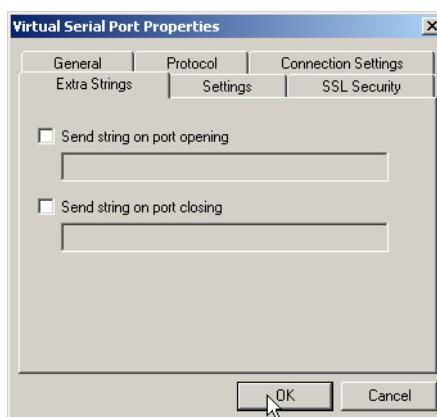 Virtual Serial Port Properties
General Protocol Connection Settings
Extra Strings Settings SSL Security
Send string on port opening
Send string on port closing
OK Cancel